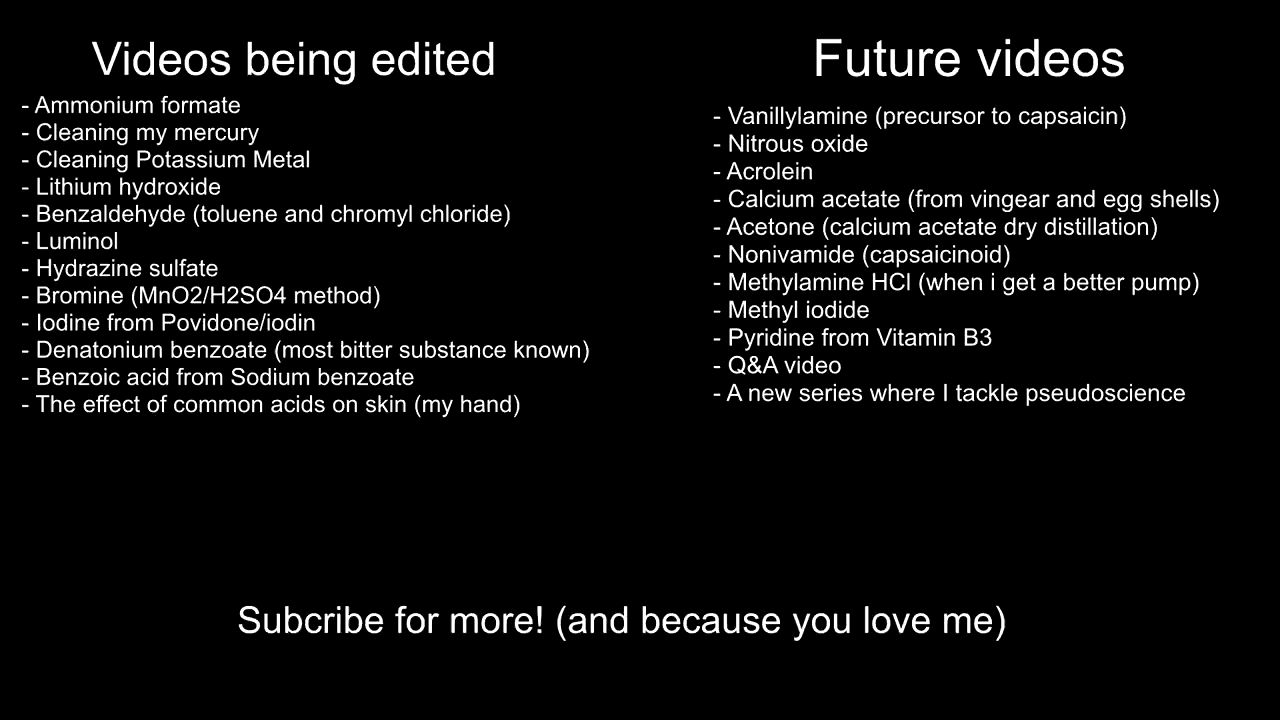 Videos being edited
- Ammonium formate
- Cleaning my mercury
- Cleaning Potassium Metal
- Lithium hydroxide
- Benzaldehyde (toluene and chromyl chloride)
- Luminol
- Hydrazine sulfate
- Bromine (MnO2/H2SO4 method)
- Iodine from Povidone/iodin
- Denatonium benzoate (most bitter substance known)
- Benzoic acid from Sodium benzoate
- The effect of common acids on skin (my hand)
Future videos
- Vanillylamine (precursor to capsaicin)
- Nitrous oxide
- Acrolein
- Calcium acetate (from vingear and egg shells)
- Acetone (calcium acetate dry distillation)
- Nonivamide (capsaicinoid)
- Methylamine HCl (when i get a better pump)
- Methyl iodide
- Pyridine from Vitamin B3
- Q&A video
- A new series where I tackle pseudoscience
Subcribe for more! (and because you love me)